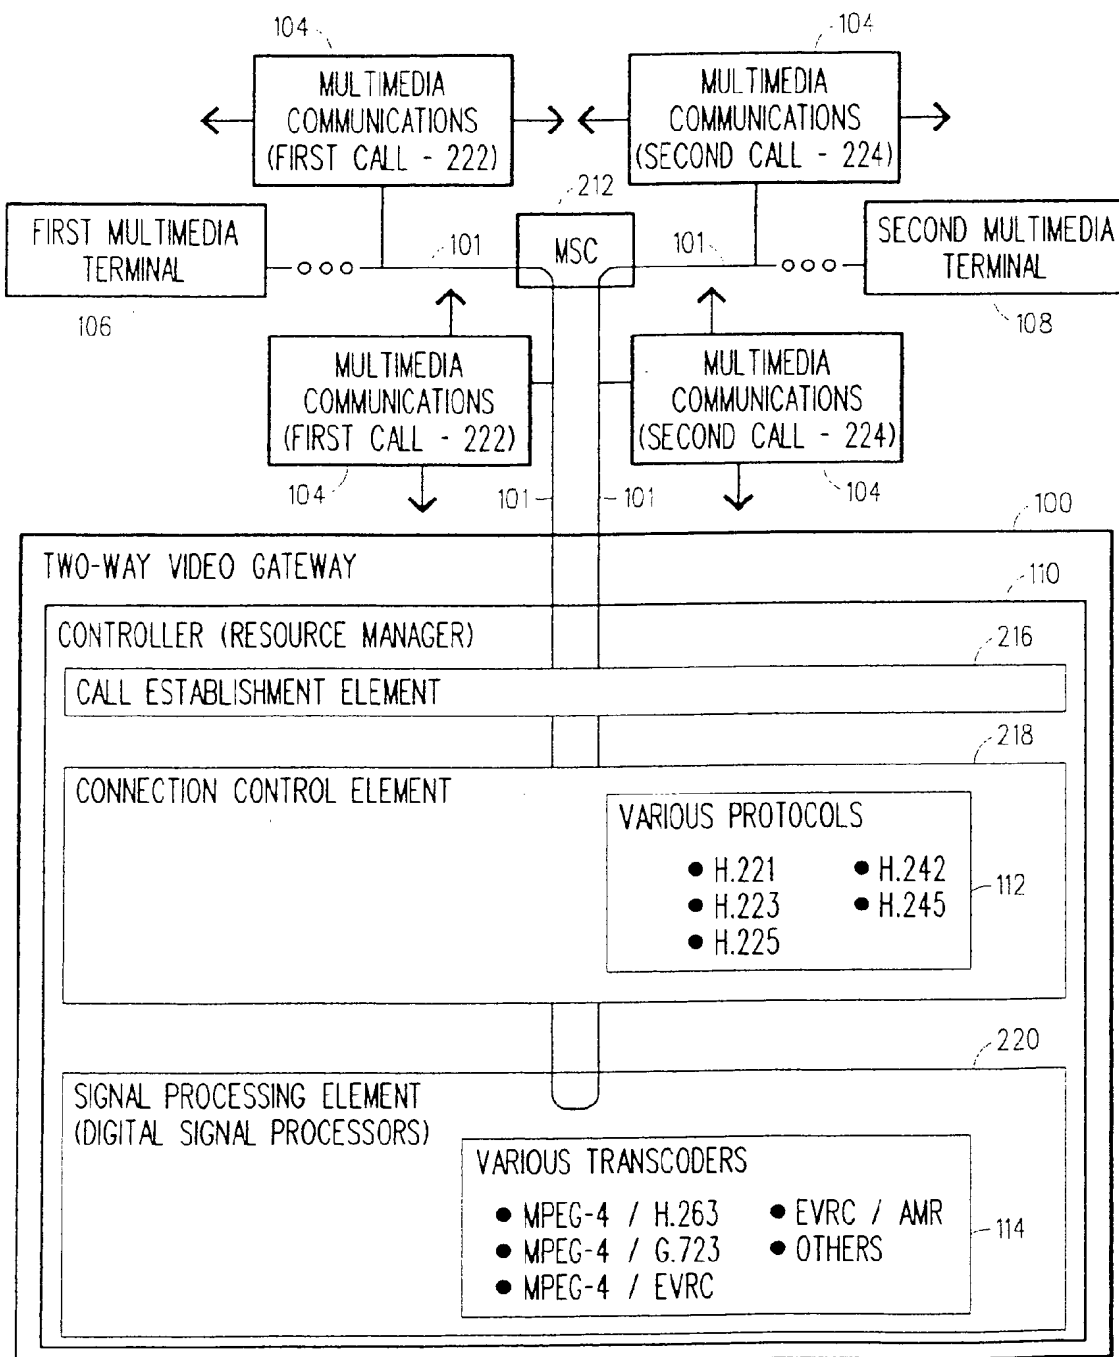 104
104
MULTIMEDIA
COMMUNICATIONS
(FIRST CALL - 222)
MULTIMEDIA
COMMUNICATIONS
(SECOND CALL - 224)
212
FIRST MULTIMEDIA
TERMINAL
101
MSC
101
SECOND MULTIMEDIA
TERMINAL
106
108
MULTIMEDIA
COMMUNICATIONS
(FIRST CALL - 222)
MULTIMEDIA
COMMUNICATIONS
(SECOND CALL - 224)
104
101
101
104
100
TWO-WAY VIDEO GATEWAY
110
CONTROLLER (RESOURCE MANAGER)
216
CALL ESTABLISHMENT ELEMENT
218
CONNECTION CONTROL ELEMENT
VARIOUS PROTOCOLS
● H.221
● H.242
● H.223
● H.245
● H.225
112
220
SIGNAL PROCESSING ELEMENT
(DIGITAL SIGNAL PROCESSORS)
VARIOUS TRANSCODERS
● MPEG-4 / H.263
● EVRC / AMR
● MPEG-4 / G.723
● OTHERS
● MPEG-4 / EVRC
114